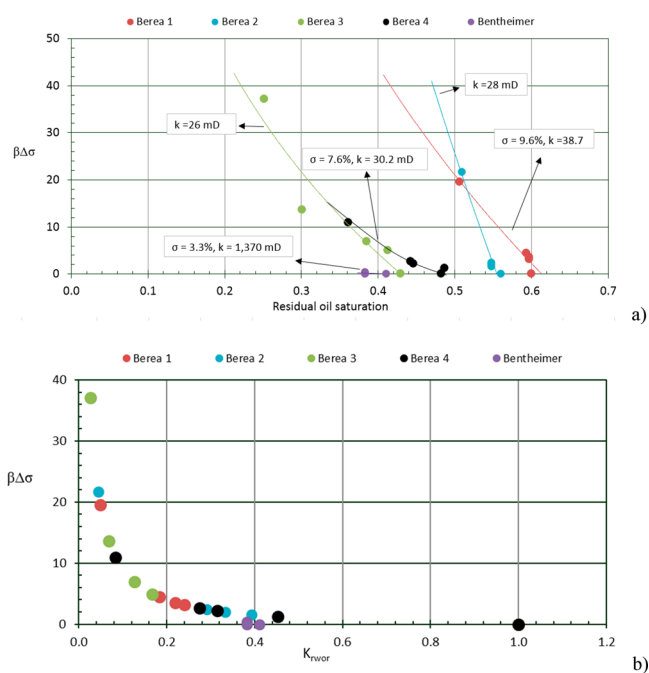 Berea 1 Berea 2 Berea 3 Berea 4 Bentheimer
50
40
30
20
10
0
βΔσ
k =28 mD
k =26 mD
σ = 7.6%, k = 30.2 mD
σ = 9.6%, k =38.7
σ = 3.3%, k = 1,370 mD
0.0 0.1 0.2 0.3 0.4 0.5 0.6 0.7
Residual oil saturation
a)
Berea 1 Berea 2 Berea 3 Berea 4 Bentheimer
40
30
20
10
0
βΔσ
0.0 0.2 0.4 0.6 0.8 1.0 1.2
Krwor
b)